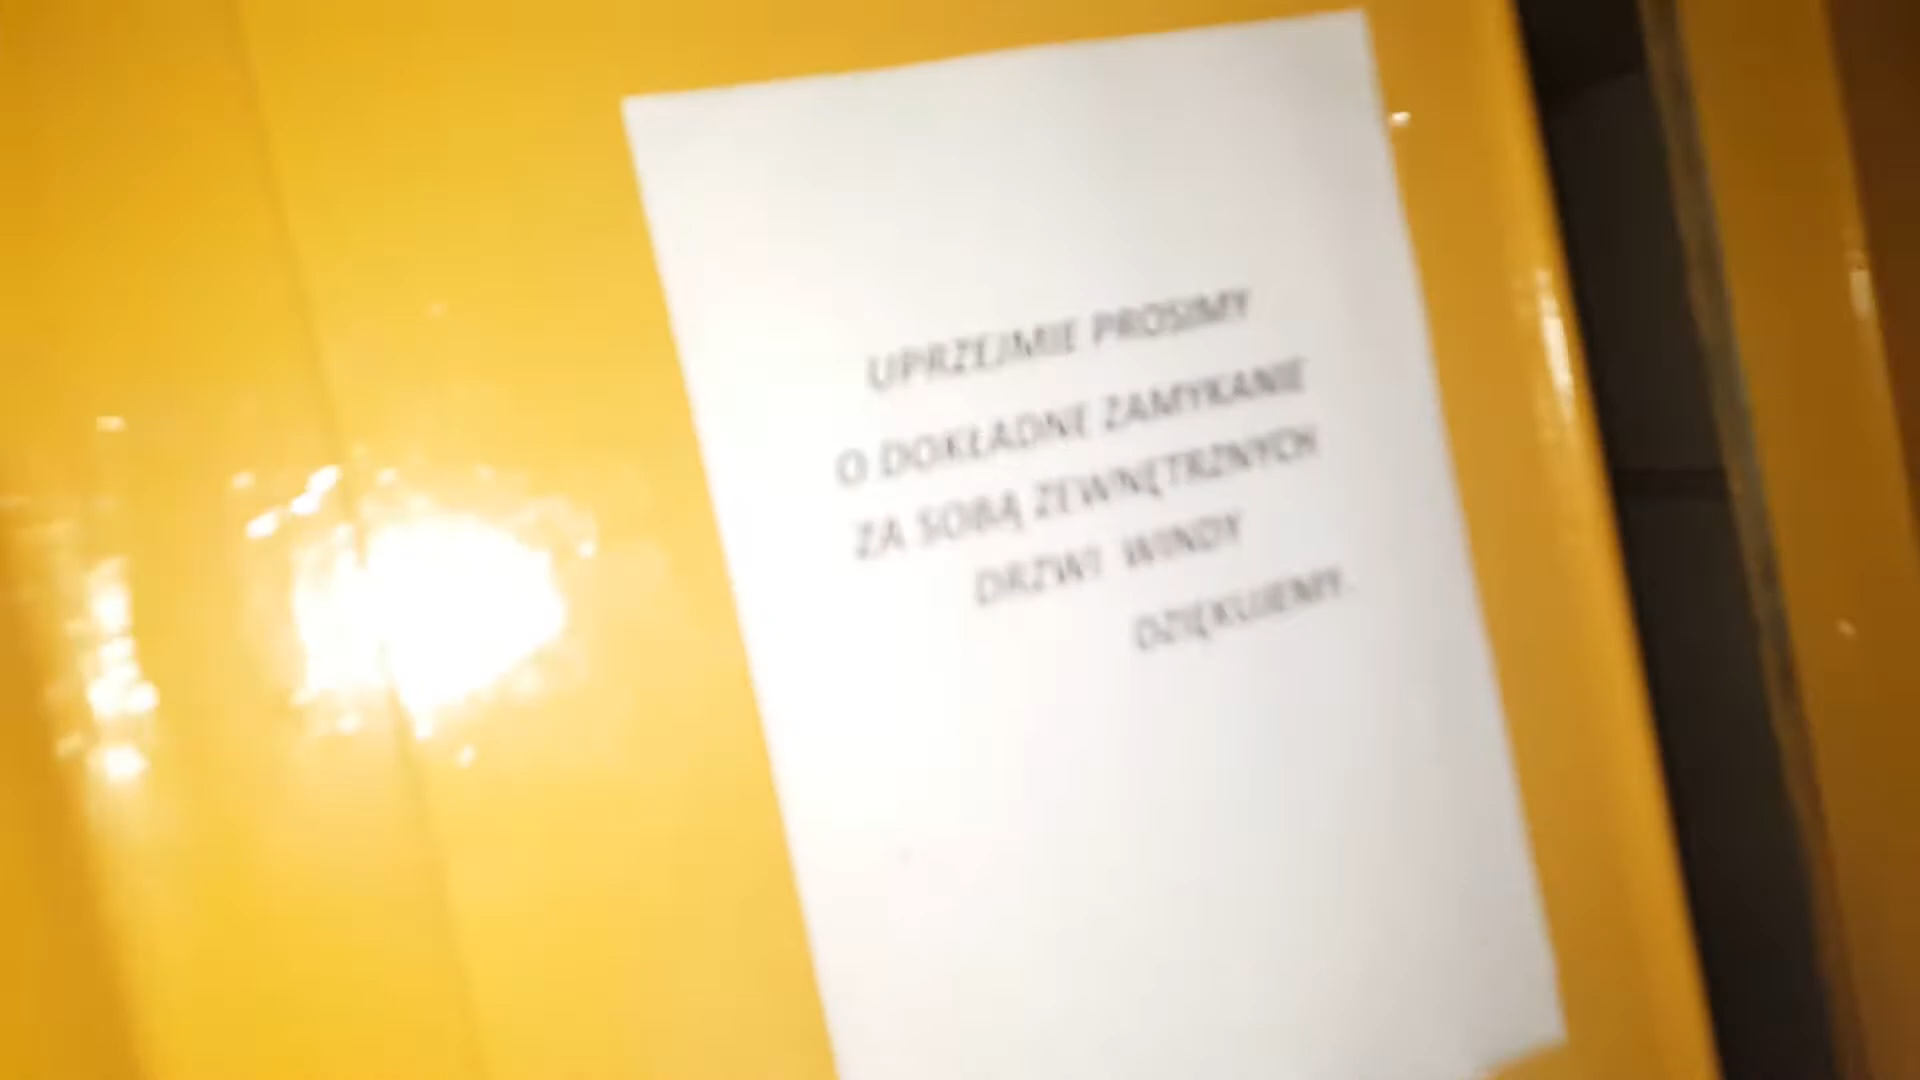 UPRZEJMIE PROSIMY
O DOKŁADNE ZAMYKANIE
ZA SOBĄ ZEWNĘTRZNYCH
DRZWI WINDY
DZIĘKUJEMY.